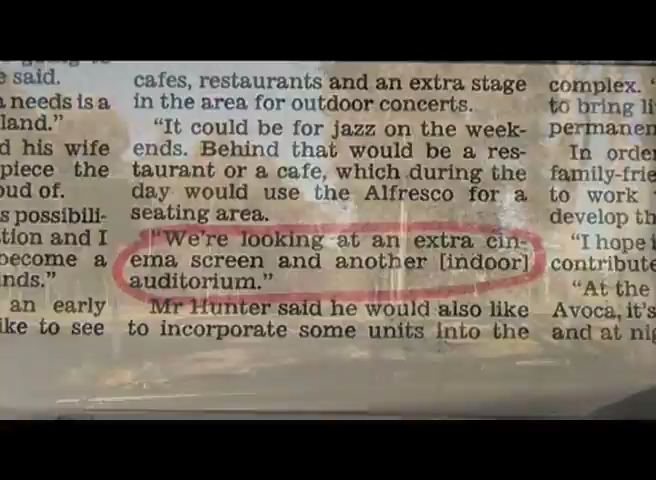 e said.
needs is a
land."
d his wife
piece the
oud of.
s possibili-
tion and I
become a
nds."
an early
ike to see
cafes, restaurants and an extra stage
in the area for outdoor concerts.
"It could be for jazz on the week-
ends. Behind that would be a res-
taurant or a cafe, which during the
day would use the Alfresco for a
seating area.
"We're looking at an extra cin-
ema screen and another [indoor]
auditorium."
Mr Hunter said he would also like
to incorporate some units into the
complex. "
to bring li
permanen
In order
family-frie
to work
develop th
"I hope i
contribute
"At the
Avoca, it's
and at nig